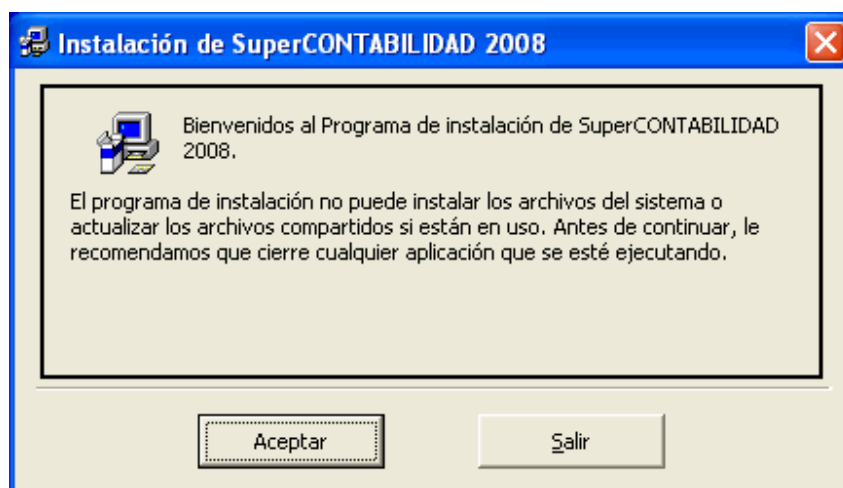 Instalación de SuperCONTABILIDAD 2008
Bienvenidos al Programa de instalación de SuperCONTABILIDAD
2008.
El programa de instalación no puede instalar los archivos del sistema o
actualizar los archivos compartidos si están en uso. Antes de continuar, le
recomendamos que cierre cualquier aplicación que se esté ejecutando.
Aceptar
Salir